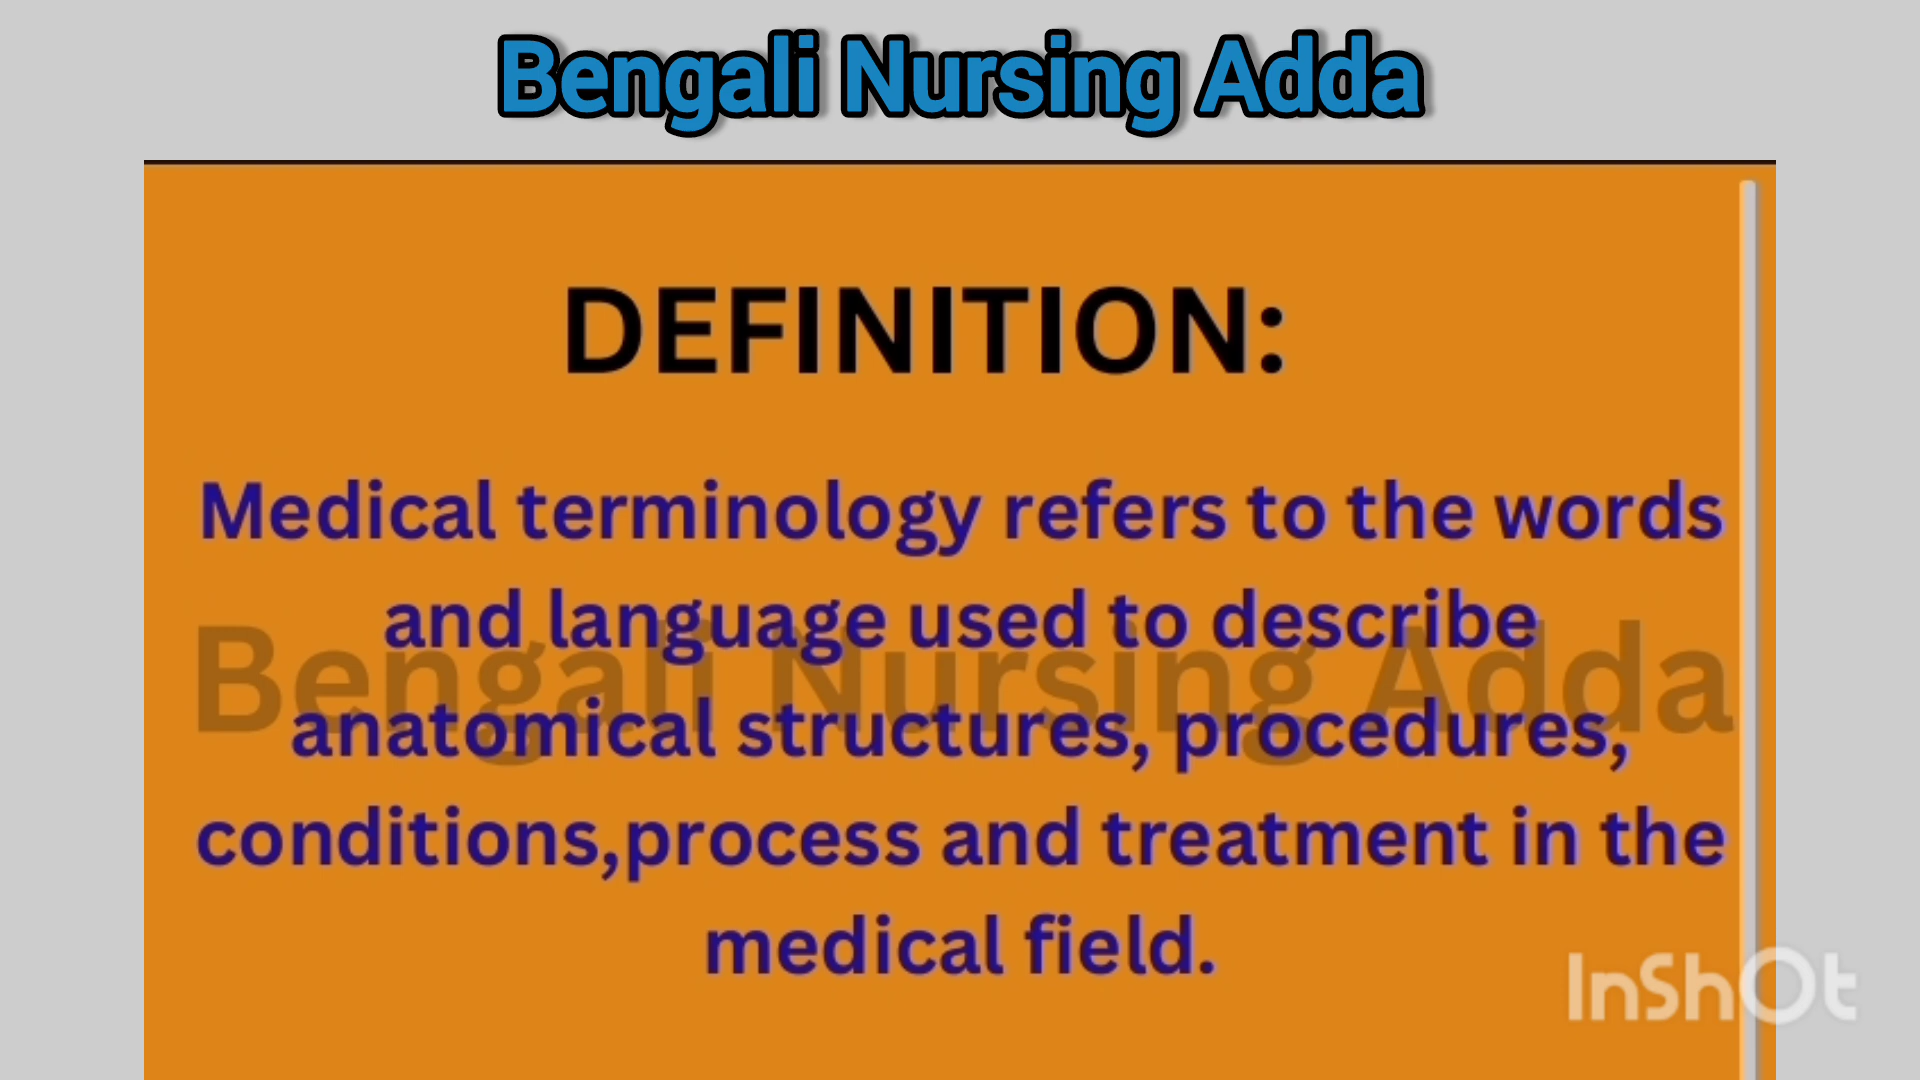 Bengali Nursing Adda
DEFINITION:
Medical terminology refers to the words
and language used to describe
Bengali Nursing Adda
anatomical structures, procedures,
conditions,process and treatment in the
medical field.
InShOt